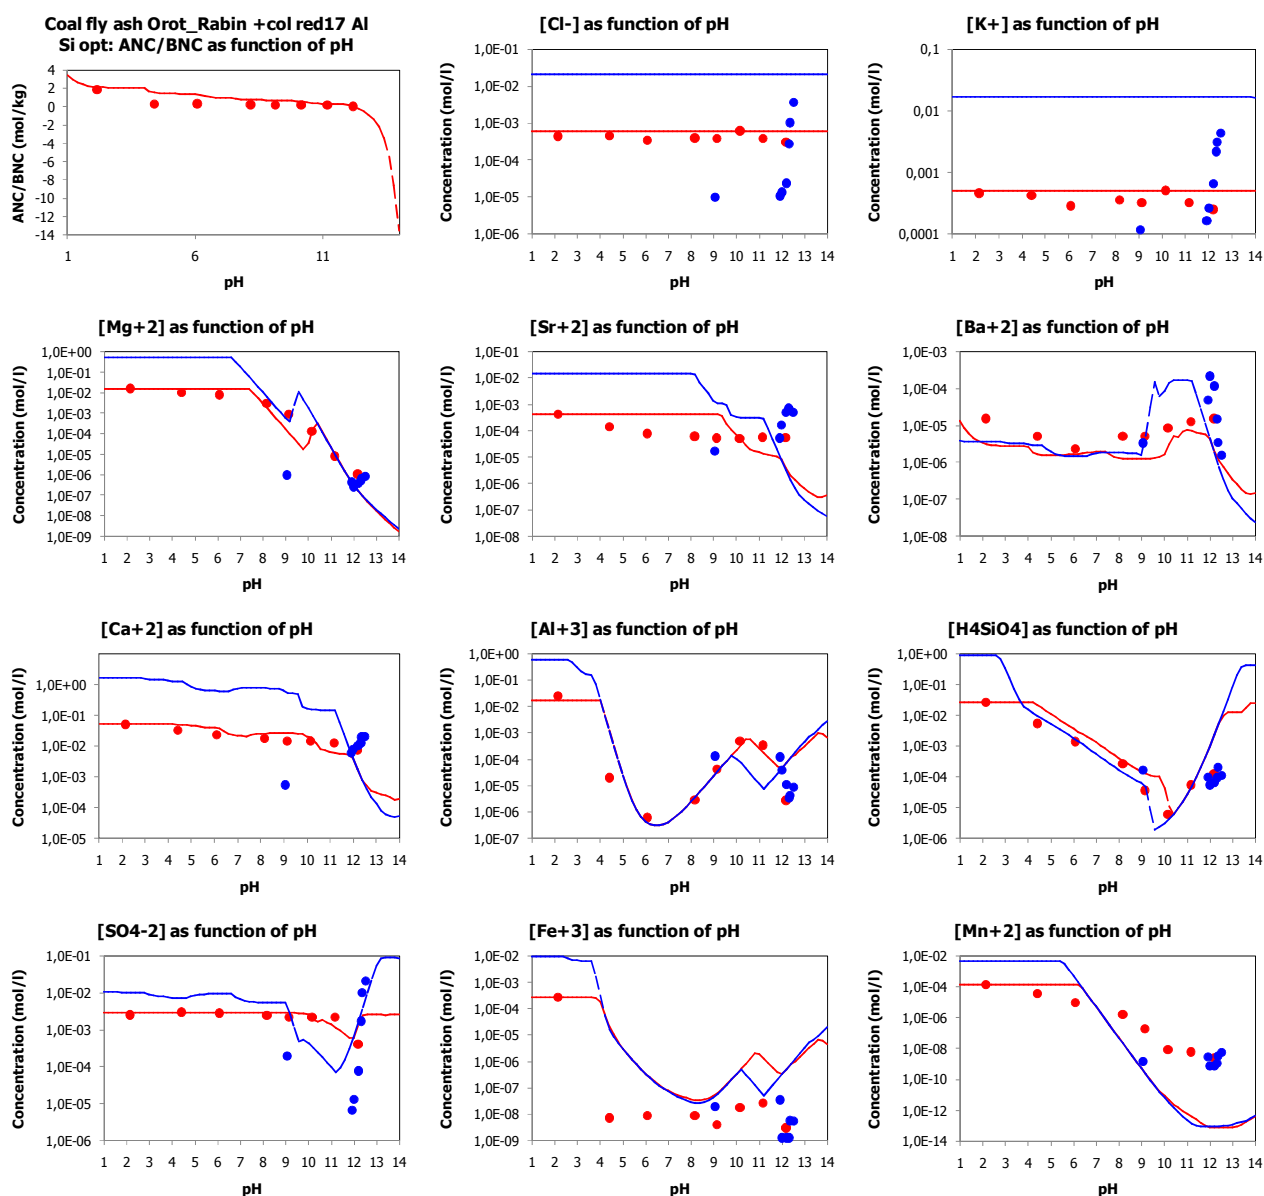 Coal fly ash Orot_Rabin +col red17 Al
Si opt: ANC/BNC as function of pH
ANC/BNC (mol/kg)
4
2
0
-2
-4
-6
-8
-10
-12
-14
1 6 11
pH
[Cl-] as function of pH
Concentration (mol/l)
1,0E-01
1,0E-02
1,0E-03
1,0E-04
1,0E-05
1,0E-06
1 2 3 4 5 6 7 8 9 10 11 12 13 14
pH
[K+] as function of pH
Concentration (mol/l)
0,1
0,01
0,001
0,0001
1 2 3 4 5 6 7 8 9 10 11 12 13 14
pH
[Mg+2] as function of pH
Concentration (mol/l)
1,0E+00
1,0E-01
1,0E-02
1,0E-03
1,0E-04
1,0E-05
1,0E-06
1,0E-07
1,0E-08
1,0E-09
1 2 3 4 5 6 7 8 9 10 11 12 13 14
pH
[Sr+2] as function of pH
Concentration (mol/l)
1,0E-01
1,0E-02
1,0E-03
1,0E-04
1,0E-05
1,0E-06
1,0E-07
1,0E-08
1 2 3 4 5 6 7 8 9 10 11 12 13 14
pH
[Ba+2] as function of pH
Concentration (mol/l)
1,0E-03
1,0E-04
1,0E-05
1,0E-06
1,0E-07
1,0E-08
1 2 3 4 5 6 7 8 9 10 11 12 13 14
pH
[Ca+2] as function of pH
Concentration (mol/l)
1,0E+00
1,0E-01
1,0E-02
1,0E-03
1,0E-04
1,0E-05
1 2 3 4 5 6 7 8 9 10 11 12 13 14
pH
[Al+3] as function of pH
Concentration (mol/l)
1,0E+00
1,0E-01
1,0E-02
1,0E-03
1,0E-04
1,0E-05
1,0E-06
1,0E-07
1 2 3 4 5 6 7 8 9 10 11 12 13 14
pH
[H4SiO4] as function of pH
Concentration (mol/l)
1,0E+00
1,0E-01
1,0E-02
1,0E-03
1,0E-04
1,0E-05
1,0E-06
1 2 3 4 5 6 7 8 9 10 11 12 13 14
pH
[SO4-2] as function of pH
Concentration (mol/l)
1,0E-01
1,0E-02
1,0E-03
1,0E-04
1,0E-05
1,0E-06
1 2 3 4 5 6 7 8 9 10 11 12 13 14
pH
[Fe+3] as function of pH
Concentration (mol/l)
1,0E-02
1,0E-03
1,0E-04
1,0E-05
1,0E-06
1,0E-07
1,0E-08
1,0E-09
1 2 3 4 5 6 7 8 9 10 11 12 13 14
pH
[Mn+2] as function of pH
Concentration (mol/l)
1,0E-02
1,0E-04
1,0E-06
1,0E-08
1,0E-10
1,0E-12
1,0E-14
1 2 3 4 5 6 7 8 9 10 11 12 13 14
pH